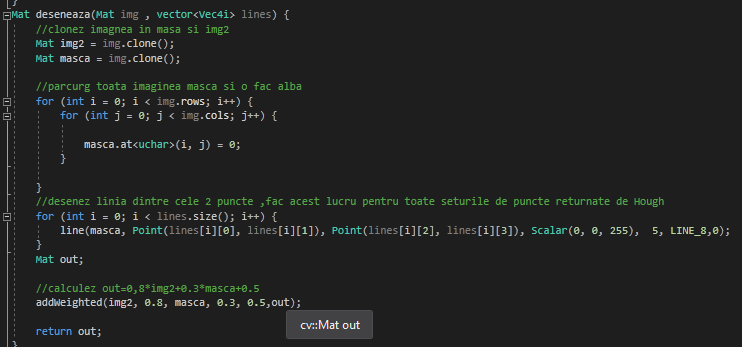 }
Mat deseneaza(Mat img , vector<Vec4i> lines) {
//clonez imagnea in masa si img2
Mat img2 = img.clone();
Mat masca = img.clone();
//parcurg toata imaginea masca si o fac alba
for (int i = 0; i < img.rows; i++) {
for (int j = 0; j < img.cols; j++) {
masca.at<uchar>(i, j) = 0;
}
}
//desenez linia dintre cele 2 puncte ,fac acest lucru pentru toate seturile de puncte returnate de Hough
for (int i = 0; i < lines.size(); i++) {
line(masca, Point(lines[i][0], lines[i][1]), Point(lines[i][2], lines[i][3]), Scalar(0, 0, 255),  5, LINE_8,0);
}
Mat out;
//calculez out=0,8*img2+0.3*masca+0.5
addWeighted(img2, 0.8, masca, 0.3, 0.5,out);
cv::Mat out
return out;
}